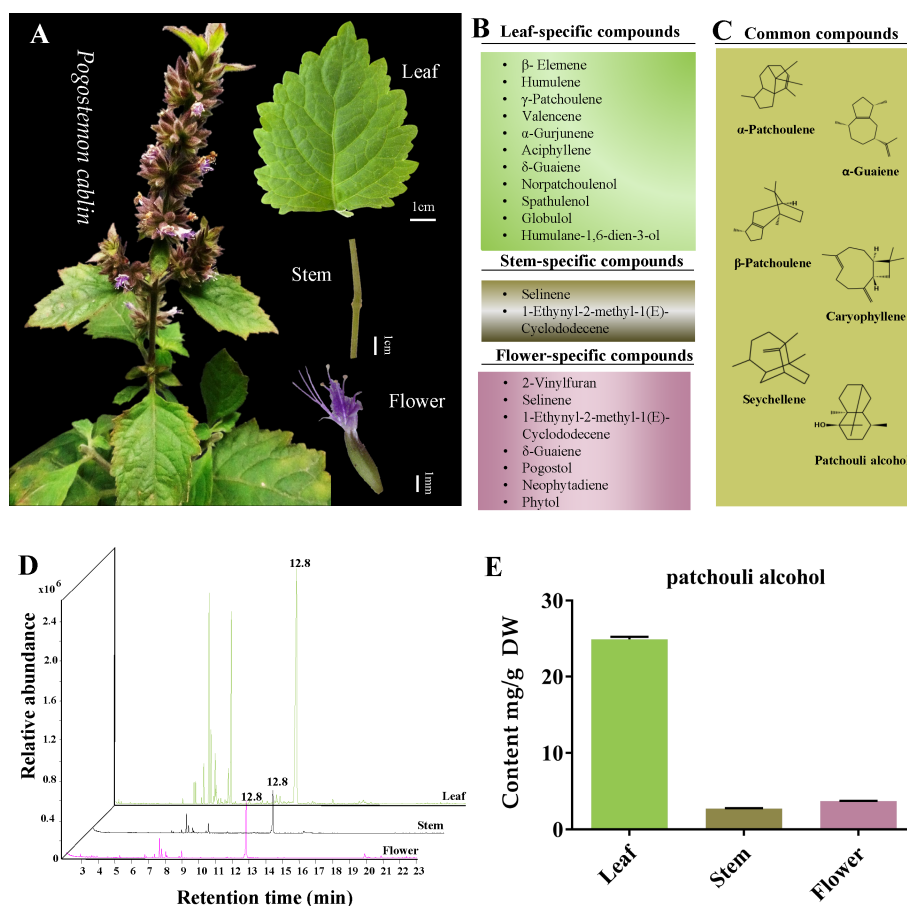 A
Pogostemon cablin
Leaf
1cm
Stem
1cm
Flower
1mm
B
Leaf-specific compounds
• β- Elemene
• Humulene
• γ-Patchoulene
• Valencene
• α-Gurjunene
• Aciphyllene
• δ-Guaiene
• Norpatchoulenol
• Spathulenol
• Globulol
• Humulane-1,6-dien-3-ol
Stem-specific compounds
• Selinene
• 1-Ethynyl-2-methyl-1(E)-
Cyclododecene
Flower-specific compounds
• 2-Vinylfuran
• Selinene
• 1-Ethynyl-2-methyl-1(E)-
Cyclododecene
• δ-Guaiene
• Pogostol
• Neophytadiene
• Phytol
C
Common compounds
α-Patchoulene
α-Guaiene
H
β-Patchoulene
H
H
Caryophyllene
Seychellene
HO
Patchouli alcoho
D
x10⁶
2.4
2.0
1.6
1.2
0.8
0.4
0
Relative abundance
12.8
12.8
12.8
Leaf
Stem
Flower
3 4 5 6 7 8 9 10 11 12 13 14 15 16 17 18 19 20 21 22 23
Retention time (min)
E
patchouli alcohol
30
20
10
0
Content mg/g DW
Leaf
Stem
Flower